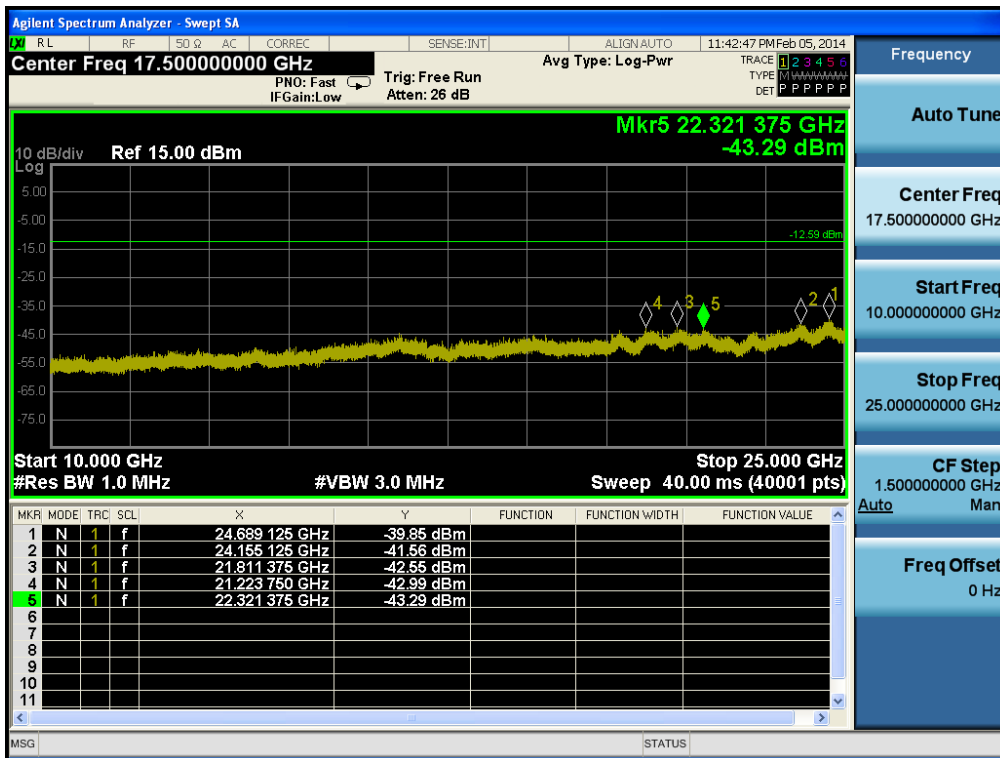 Agilent Spectrum Analyzer - Swept SA
LXI RL RF 50 Ω AC CORREC SENSE:INT ALIGN AUTO 11:42:47 PM Feb 05, 2014
Center Freq 17.500000000 GHz
PNO: Fast
IFGain:Low
Trig: Free Run
Atten: 26 dB
Avg Type: Log-Pwr
TRACE 1 2 3 4 5 6
TYPE MWWWWW
DET P P P P P P
Mkr5 22.321 375 GHz
-43.29 dBm
10 dB/div Ref 15.00 dBm
Log
5.00
-5.00
-12.59 dBm
-15.0
-25.0
-35.0
4 3 5 2 1
-45.0
-55.0
-65.0
-75.0
Start 10.000 GHz Stop 25.000 GHz
#Res BW 1.0 MHz #VBW 3.0 MHz Sweep 40.00 ms (40001 pts)
MKR MODE TRC SCL X Y FUNCTION FUNCTION WIDTH FUNCTION VALUE
1 N 1 f 24.689 125 GHz -39.85 dBm
2 N 1 f 24.155 125 GHz -41.56 dBm
3 N 1 f 21.811 375 GHz -42.55 dBm
4 N 1 f 21.223 750 GHz -42.99 dBm
5 N 1 f 22.321 375 GHz -43.29 dBm
6
7
8
9
10
11
MSG STATUS
Frequency
Auto Tune
Center Freq
17.500000000 GHz
Start Freq
10.000000000 GHz
Stop Freq
25.000000000 GHz
CF Step
1.500000000 GHz
Auto Man
Freq Offset
0 Hz